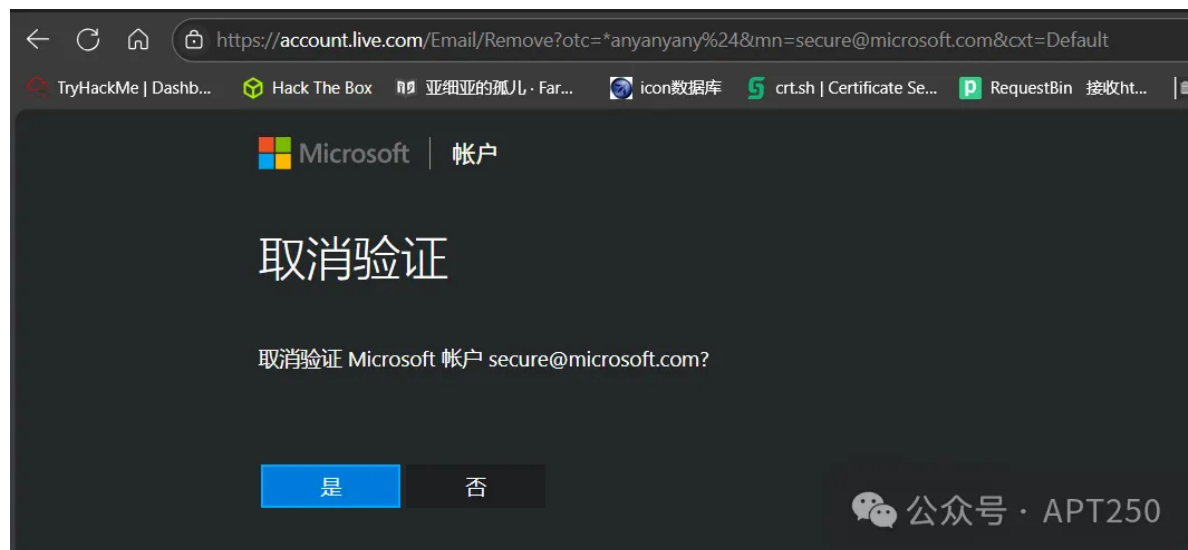 https://account.live.com/Email/Remove?otc=*anyanyany%24&mn=secure@microsoft.com&cxt=Default
TryHackMe | Dashb... Hack The Box 亚细亚的孤儿 · Far... icon数据库 crt.sh | Certificate Se... RequestBin 接收ht...
Microsoft 帐户
取消验证
取消验证 Microsoft 帐户 secure@microsoft.com?
是 否
公众号 · APT250